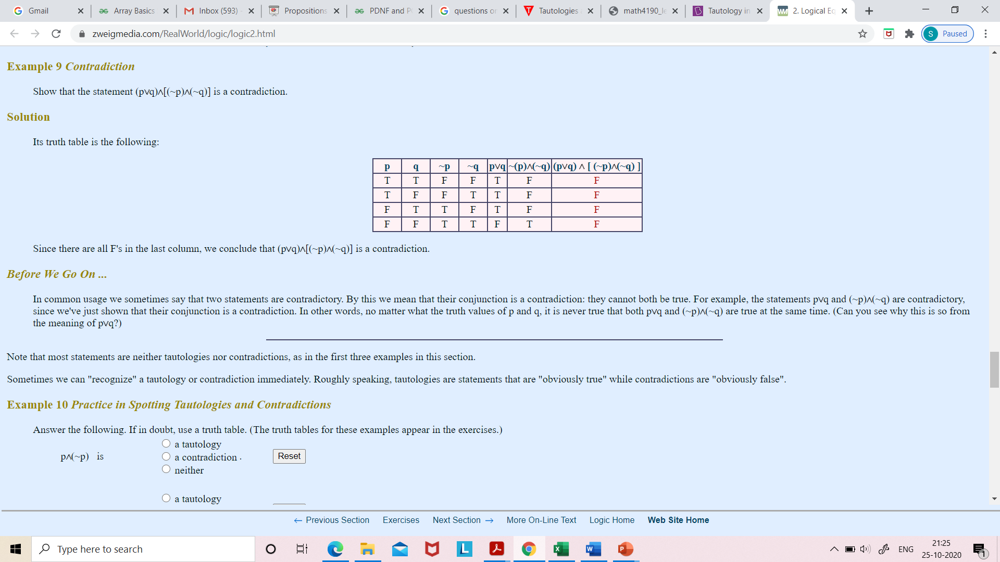 Gmail
Array Basics
Inbox (593) -
Propositions
PDNF and P
questions or
Tautologies
math4190_le
Tautology in
2. Logical Eq
zweigmedia.com/RealWorld/logic/logic2.html
S Paused
Example 9 Contradiction
Show that the statement (p∨q)∧[(~p)∧(~q)] is a contradiction.
Solution
Its truth table is the following:
p q ~p ~q p∨q ~(p)∧(~q) (p∨q) ∧ [ (~p)∧(~q) ]
T T F F T F F
T F F T T F F
F T T F T F F
F F T T F T F
Since there are all F's in the last column, we conclude that (p∨q)∧[(~p)∧(~q)] is a contradiction.
Before We Go On ...
In common usage we sometimes say that two statements are contradictory. By this we mean that their conjunction is a contradiction: they cannot both be true. For example, the statements p∨q and (~p)∧(~q) are contradictory,
since we've just shown that their conjunction is a contradiction. In other words, no matter what the truth values of p and q, it is never true that both p∨q and (~p)∧(~q) are true at the same time. (Can you see why this is so from
the meaning of p∨q?)
Note that most statements are neither tautologies nor contradictions, as in the first three examples in this section.
Sometimes we can "recognize" a tautology or contradiction immediately. Roughly speaking, tautologies are statements that are "obviously true" while contradictions are "obviously false".
Example 10 Practice in Spotting Tautologies and Contradictions
Answer the following. If in doubt, use a truth table. (The truth tables for these examples appear in the exercises.)
a tautology
p∧(~p) is a contradiction . Reset
neither
a tautology
← Previous Section Exercises Next Section → More On-Line Text Logic Home Web Site Home
Type here to search
ENG
21:25
25-10-2020
1